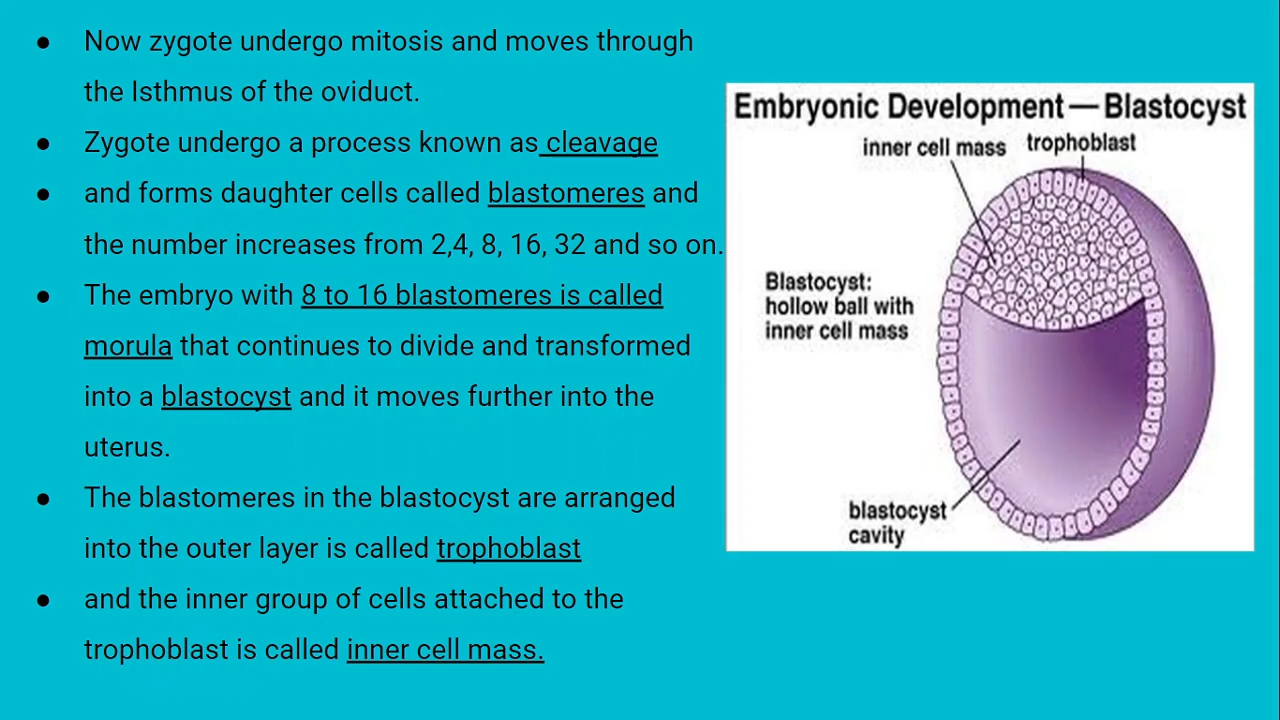 ● Now zygote undergo mitosis and moves through
the Isthmus of the oviduct.
● Zygote undergo a process known as cleavage
● and forms daughter cells called blastomeres and
the number increases from 2,4, 8, 16, 32 and so on.
● The embryo with 8 to 16 blastomeres is called
morula that continues to divide and transformed
into a blastocyst and it moves further into the
uterus.
● The blastomeres in the blastocyst are arranged
into the outer layer is called trophoblast
● and the inner group of cells attached to the
trophoblast is called inner cell mass.
Embryonic Development — Blastocyst
inner cell mass
trophoblast
Blastocyst:
hollow ball with
inner cell mass
blastocyst
cavity